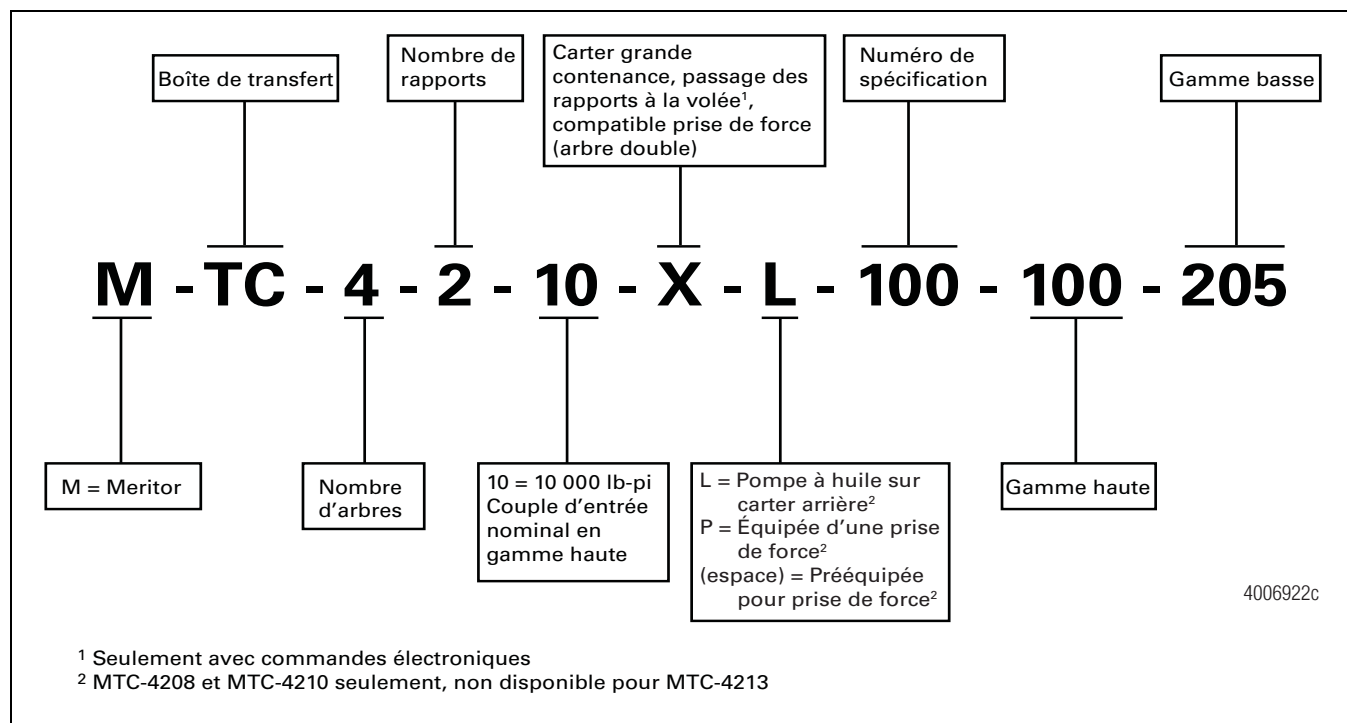 Boîte de transfert
Nombre de
rapports
Carter grande
contenance, passage des
rapports à la volée¹,
compatible prise de force
(arbre double)
Numéro de
spécification
Gamme basse
M - TC - 4 - 2 - 10 - X - L - 100 - 100 - 205
M = Meritor
Nombre
d'arbres
10 = 10 000 lb-pi
Couple d'entrée
nominal en
gamme haute
L = Pompe à huile sur
carter arrière²
P = Équipée d'une prise
de force²
(espace) = Prééquipée
pour prise de force²
Gamme haute
4006922c
¹ Seulement avec commandes électroniques
² MTC-4208 et MTC-4210 seulement, non disponible pour MTC-4213